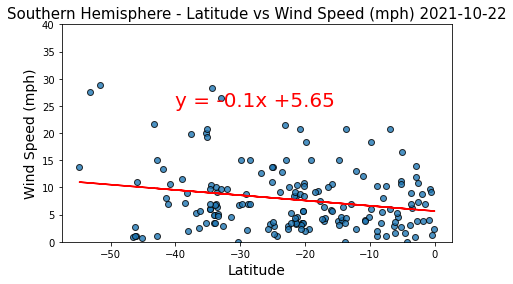 Southern Hemisphere - Latitude vs Wind Speed (mph) 2021-10-22
40
35
30
25
20
15
10
5
0
Wind Speed (mph)
y = -0.1x +5.65
−50 −40 −30 −20 −10 0
Latitude